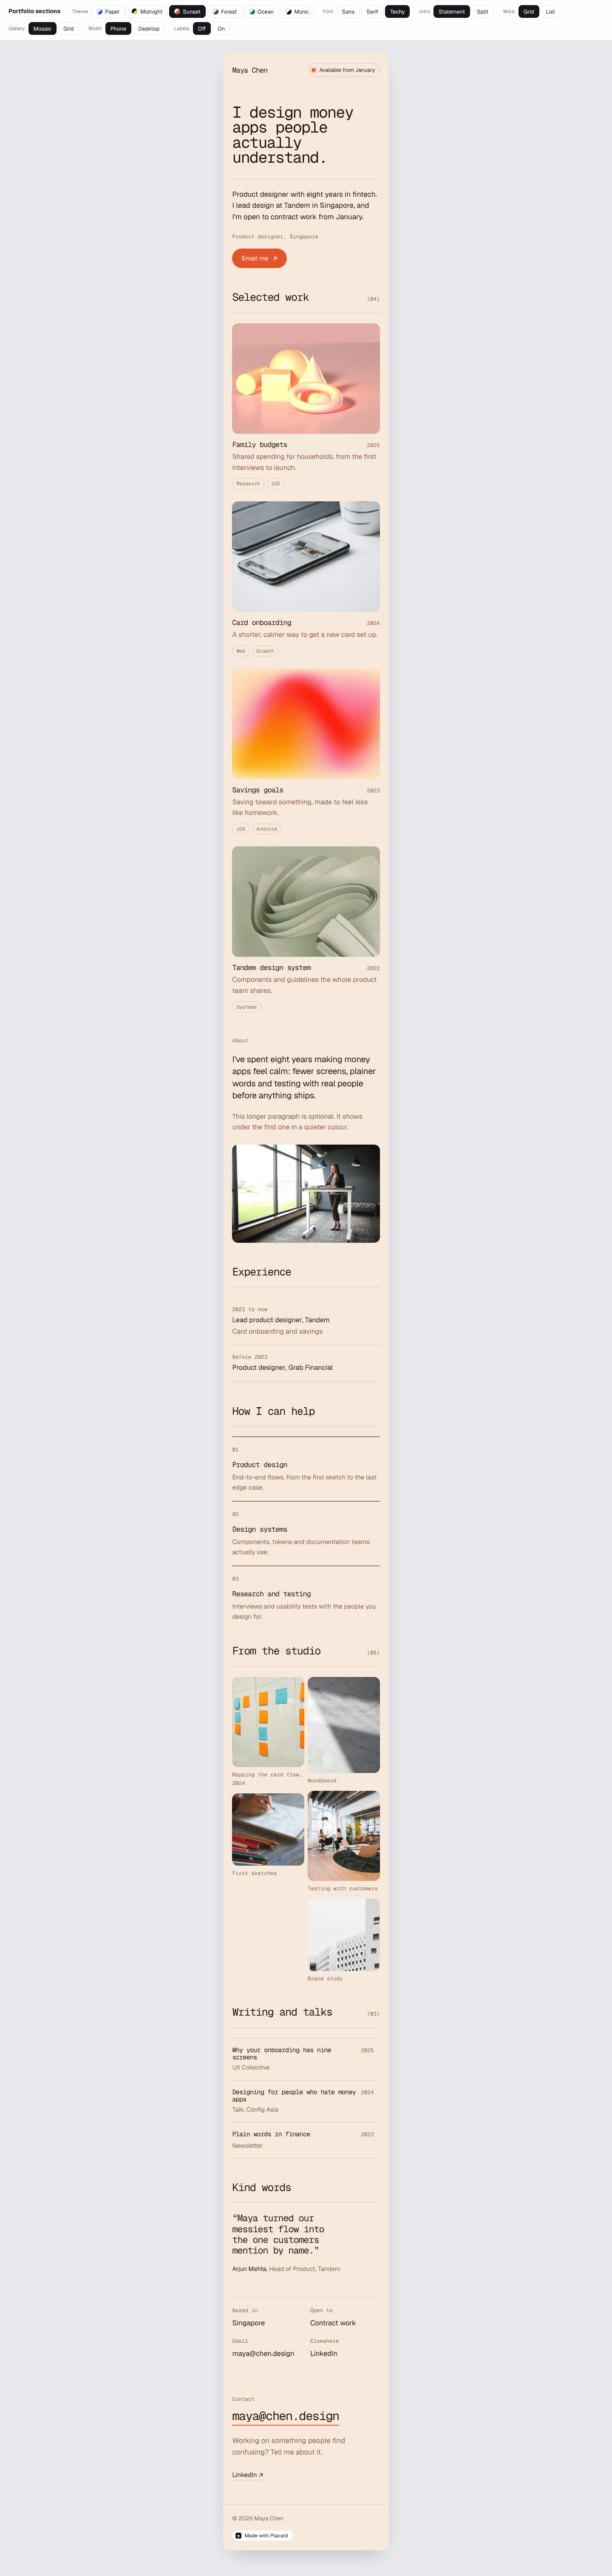 Portfolio sections Theme Paper Midnight Sunset Forest Ocean Mono Font Sans Serif Techy Intro Statement Split Work Grid List
Gallery Mosaic Grid Width Phone Desktop Labels Off On
Maya Chen Available from January
I design money
apps people
actually
understand.
Product designer with eight years in fintech.
I lead design at Tandem in Singapore, and
I'm open to contract work from January.
Product designer, Singapore
Email me ↗
Selected work (04)
Family budgets 2025
Shared spending for households, from the first
interviews to launch.
Research iOS
Card onboarding 2024
A shorter, calmer way to get a new card set up.
Web Growth
Savings goals 2023
Saving toward something, made to feel less
like homework.
iOS Android
Tandem design system 2022
Components and guidelines the whole product
team shares.
Systems
About
I've spent eight years making money
apps feel calm: fewer screens, plainer
words and testing with real people
before anything ships.
This longer paragraph is optional. It shows
under the first one in a quieter colour.
Experience
2023 to now
Lead product designer, Tandem
Card onboarding and savings
Before 2023
Product designer, Grab Financial
How I can help
01
Product design
End-to-end flows, from the first sketch to the last
edge case.
02
Design systems
Components, tokens and documentation teams
actually use.
03
Research and testing
Interviews and usability tests with the people you
design for.
From the studio (05)
Mapping the card flow,
2024
Moodboard
First sketches
Testing with customers
Brand study
Writing and talks (03)
Why your onboarding has nine
screens 2025
UX Collective
Designing for people who hate money
apps 2024
Talk, Config Asia
Plain words in finance 2023
Newsletter
Kind words
“Maya turned our
messiest flow into
the one customers
mention by name.”
Arjun Mehta, Head of Product, Tandem
Based in Open to
Singapore Contract work
Email Elsewhere
maya@chen.design LinkedIn
Contact
maya@chen.design
Working on something people find
confusing? Tell me about it.
LinkedIn ↗
© 2026 Maya Chen
Made with Placard